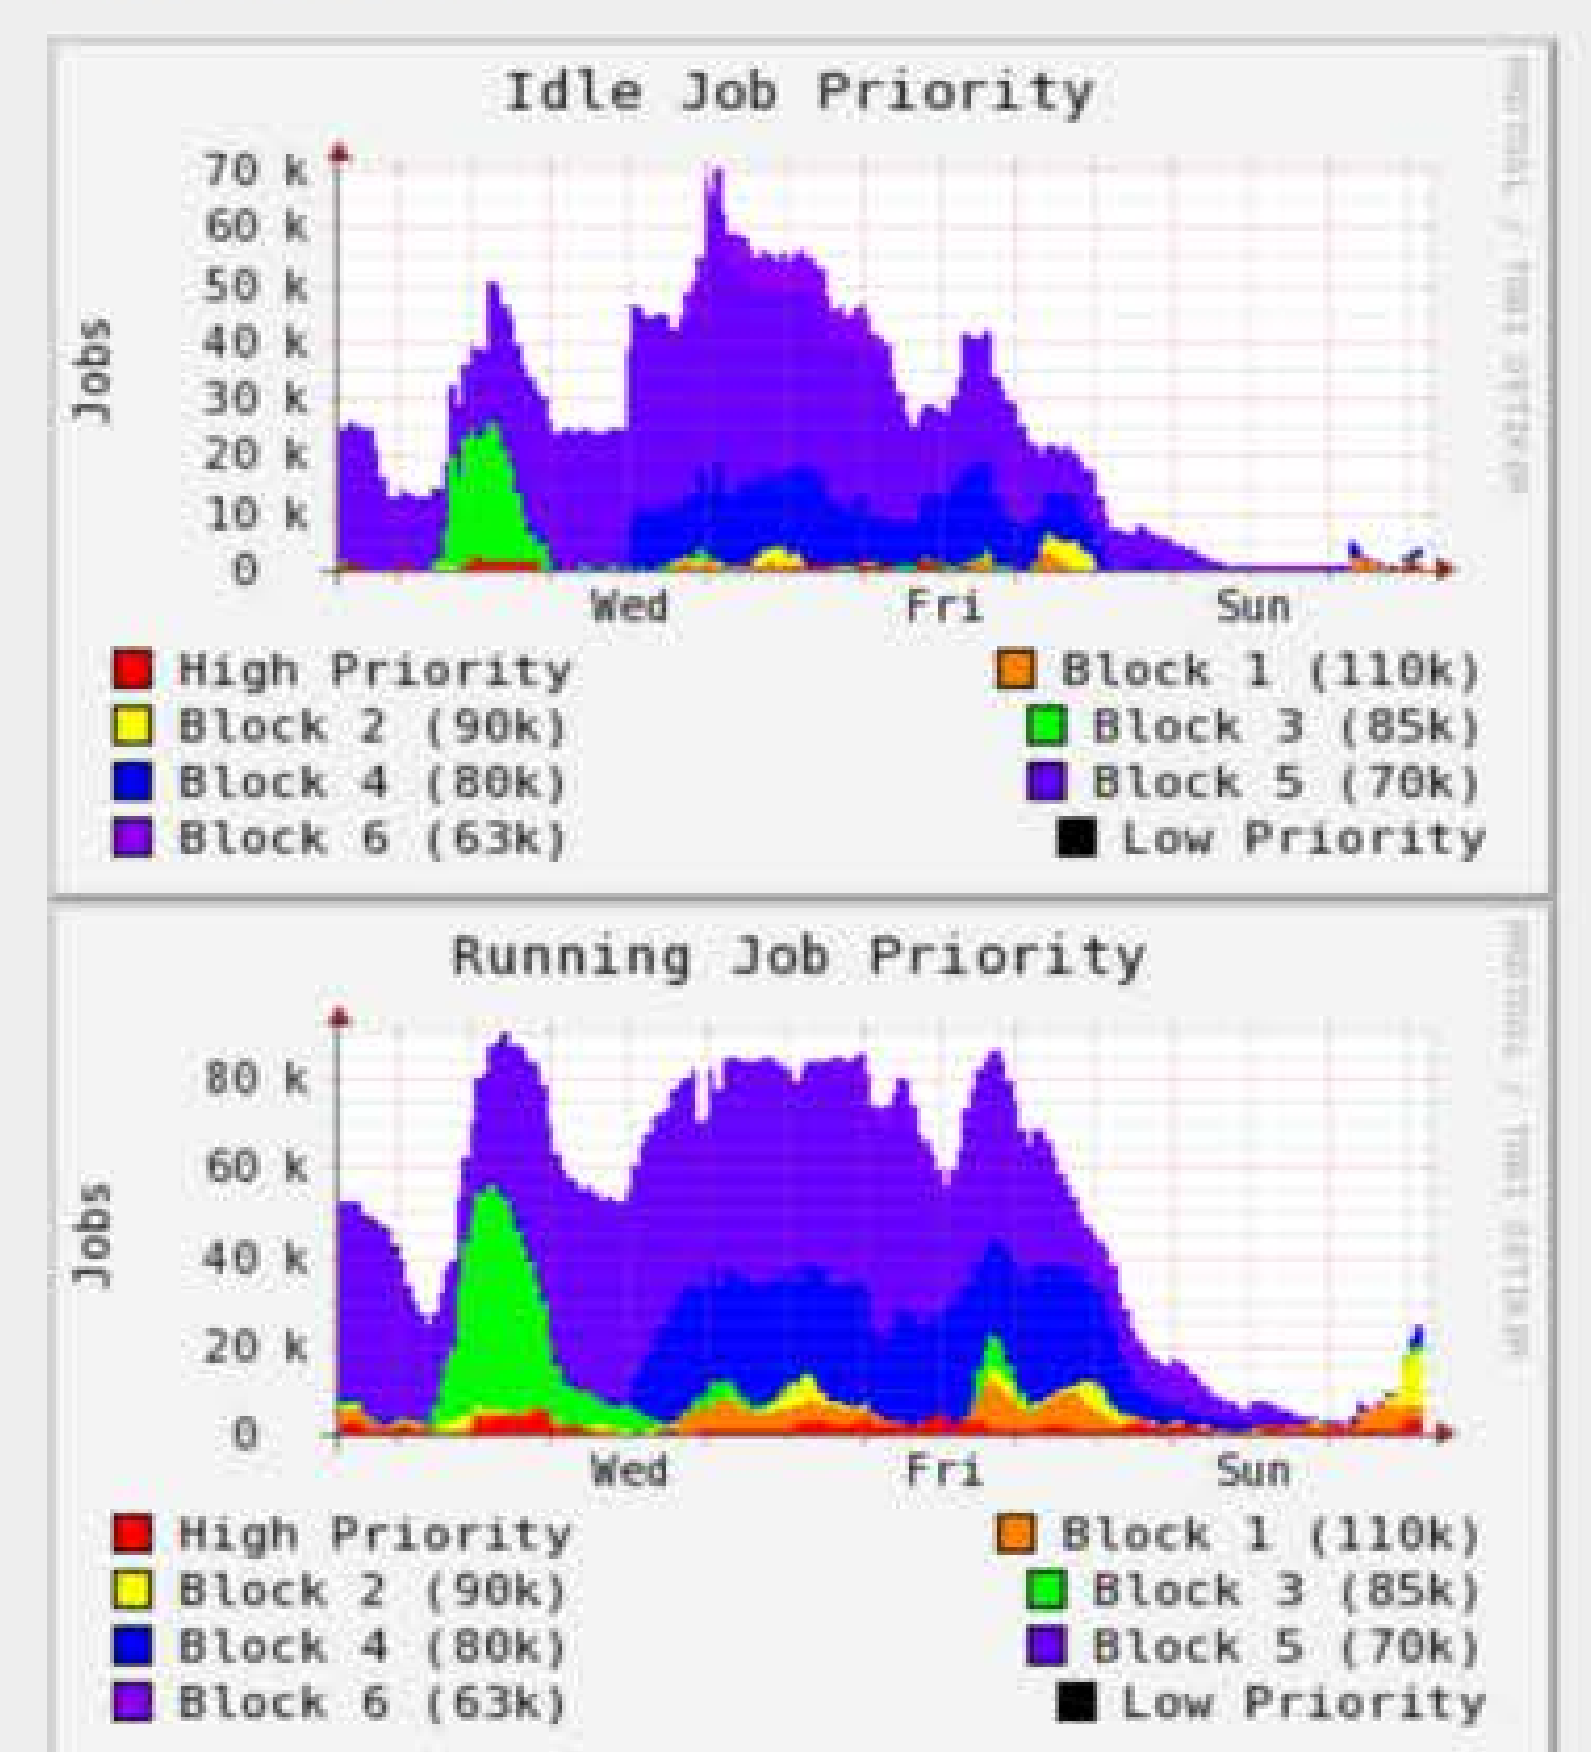 Idle Job Priority
70 k
60 k
50 k
40 k
30 k
20 k
10 k
0
Jobs
Wed Fri Sun
High Priority Block 1 (110k)
Block 2 (90k) Block 3 (85k)
Block 4 (80k) Block 5 (70k)
Block 6 (63k) Low Priority
Running Job Priority
80 k
60 k
40 k
20 k
0
Jobs
Wed Fri Sun
High Priority Block 1 (110k)
Block 2 (90k) Block 3 (85k)
Block 4 (80k) Block 5 (70k)
Block 6 (63k) Low Priority